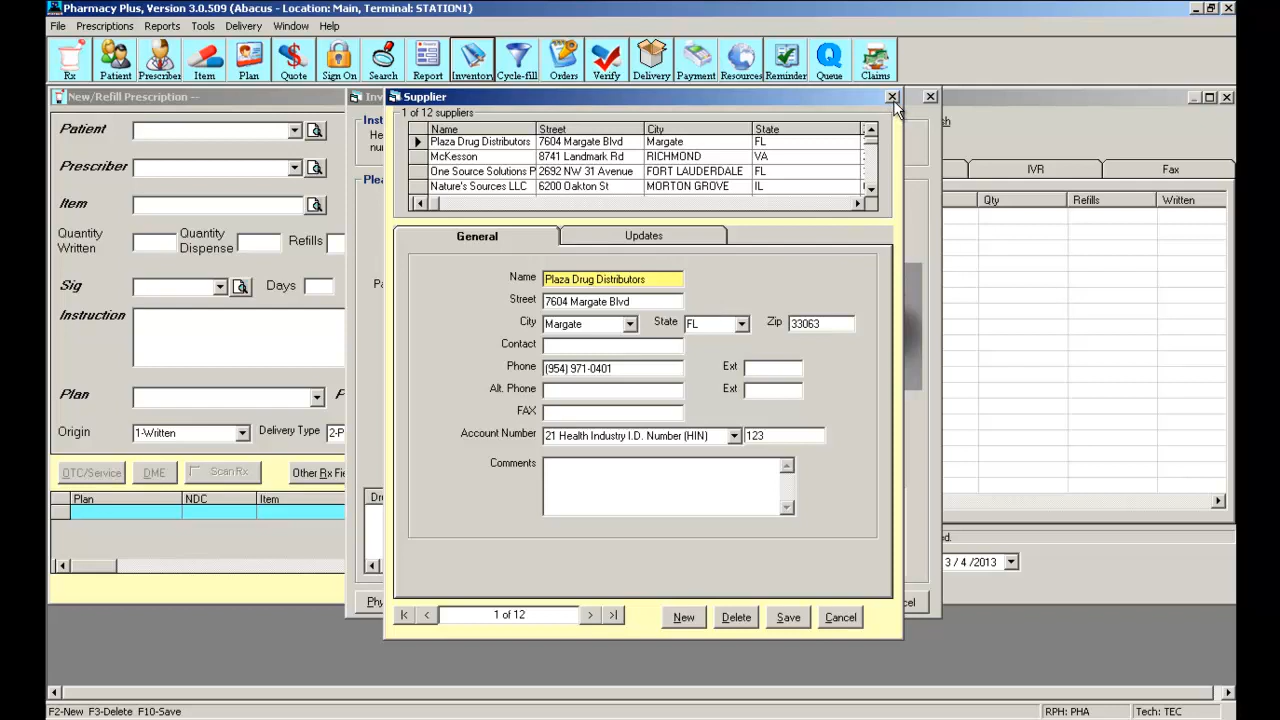 Pharmacy Plus, Version 3.0.509 (Abacus - Location: Main, Terminal: STATION1)
File Prescriptions Reports Tools Delivery Window Help
Rx Patient Prescriber Item Plan Quote Sign On Search Report Inventory Cycle-fill Orders Verify Delivery Payment Resources Reminder Queue Claims
New/Refill Prescription --
Supplier
1 of 12 suppliers
Name Street City State
Plaza Drug Distributors 7604 Margate Blvd Margate FL
McKesson 8741 Landmark Rd RICHMOND VA
One Source Solutions P 2692 NW 31 Avenue FORT LAUDERDALE FL
Nature's Sources LLC 6200 Oakton St MORTON GROVE IL
General Updates
Name Plaza Drug Distributors
Street 7604 Margate Blvd
City Margate State FL Zip 33063
Contact
Phone (954) 971-0401 Ext
Alt. Phone Ext
FAX
Account Number 21 Health Industry I.D. Number (HIN) 123
Comments
1 of 12 New Delete Save Cancel
Patient
Prescriber
Item
Quantity Written Quantity Dispense Refills
Sig Days
Instruction
Plan
Origin 1-Written Delivery Type 2-P
OTC/Service DME Scan Rx Other Rx Fie
Plan NDC Item
IVR Fax
Qty Refills Written
3 / 4 /2013
F2-New F3-Delete F10-Save RPH: PHA Tech: TEC